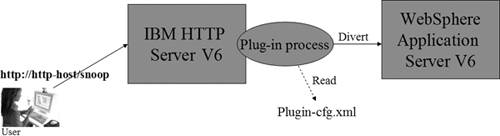 IBM HTTP
Server V6
Plug-in process
Divert
WebSphere
Application
Server V6
http://http-host/snoop
Read
Plugin-cfg.xml
User